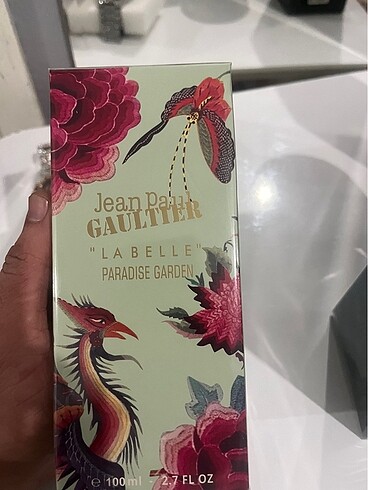 Jean Paul
GAULTIER
"LA BELLE"
PARADISE GARDEN
℮ 100 ml - 2.7 FL OZ